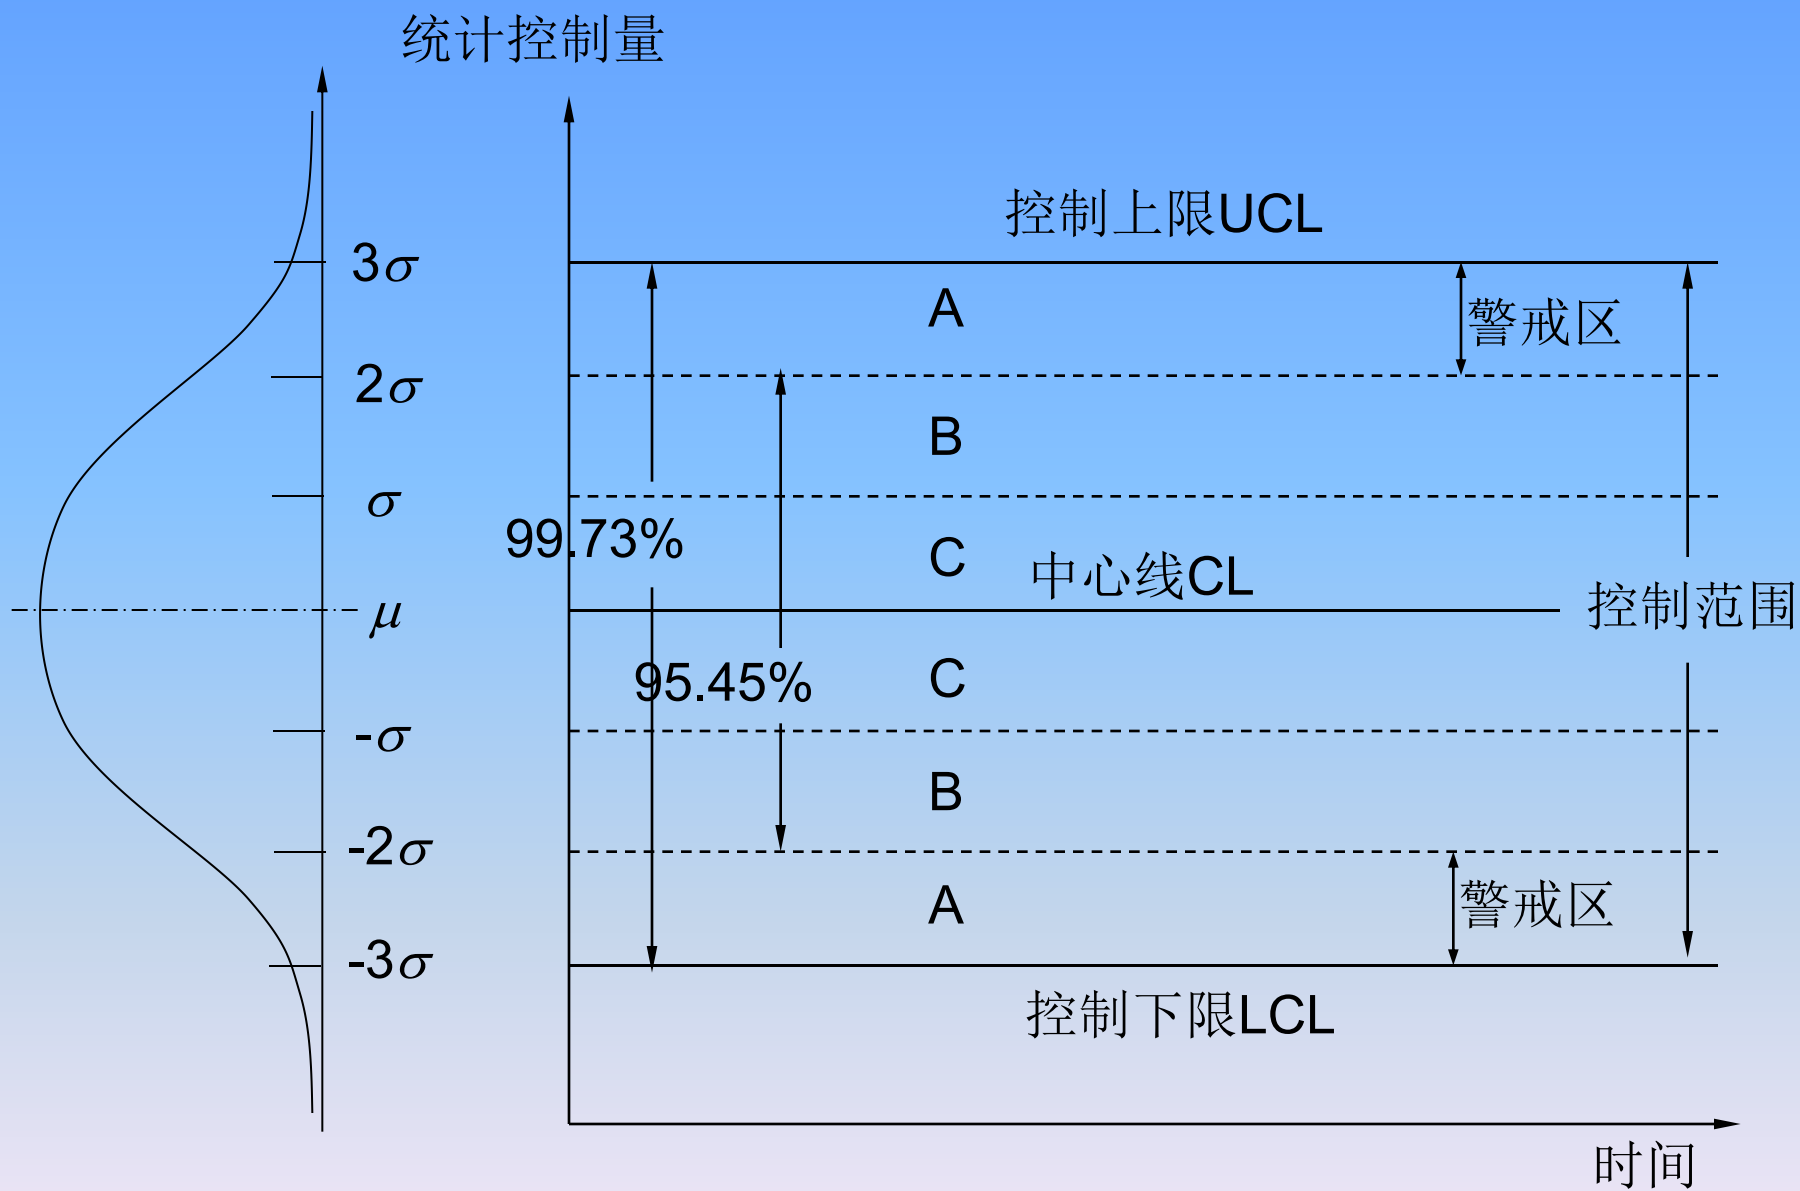 统计控制量
控制上限UCL
3σ
A
警戒区
2σ
B
σ
99.73%
C
中心线CL
控制范围
μ
95.45%
C
-σ
B
-2σ
A
警戒区
-3σ
控制下限LCL
时间